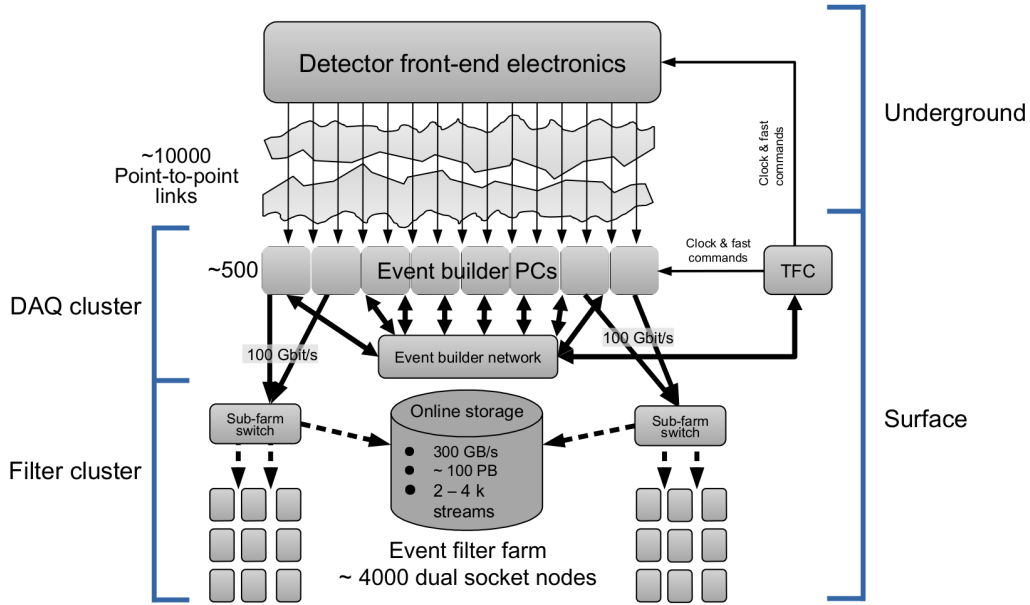 Detector front-end electronics
Underground
Clock & fast
commands
~10000
Point-to-point
links
Clock & fast
commands
~500
Event builder PCs
TFC
DAQ cluster
100 Gbit/s
100 Gbit/s
Event builder network
Surface
Sub-farm
switch
Online storage
Sub-farm
switch
● 300 GB/s
● ~ 100 PB
● 2 – 4 k
streams
Filter cluster
Event filter farm
~ 4000 dual socket nodes